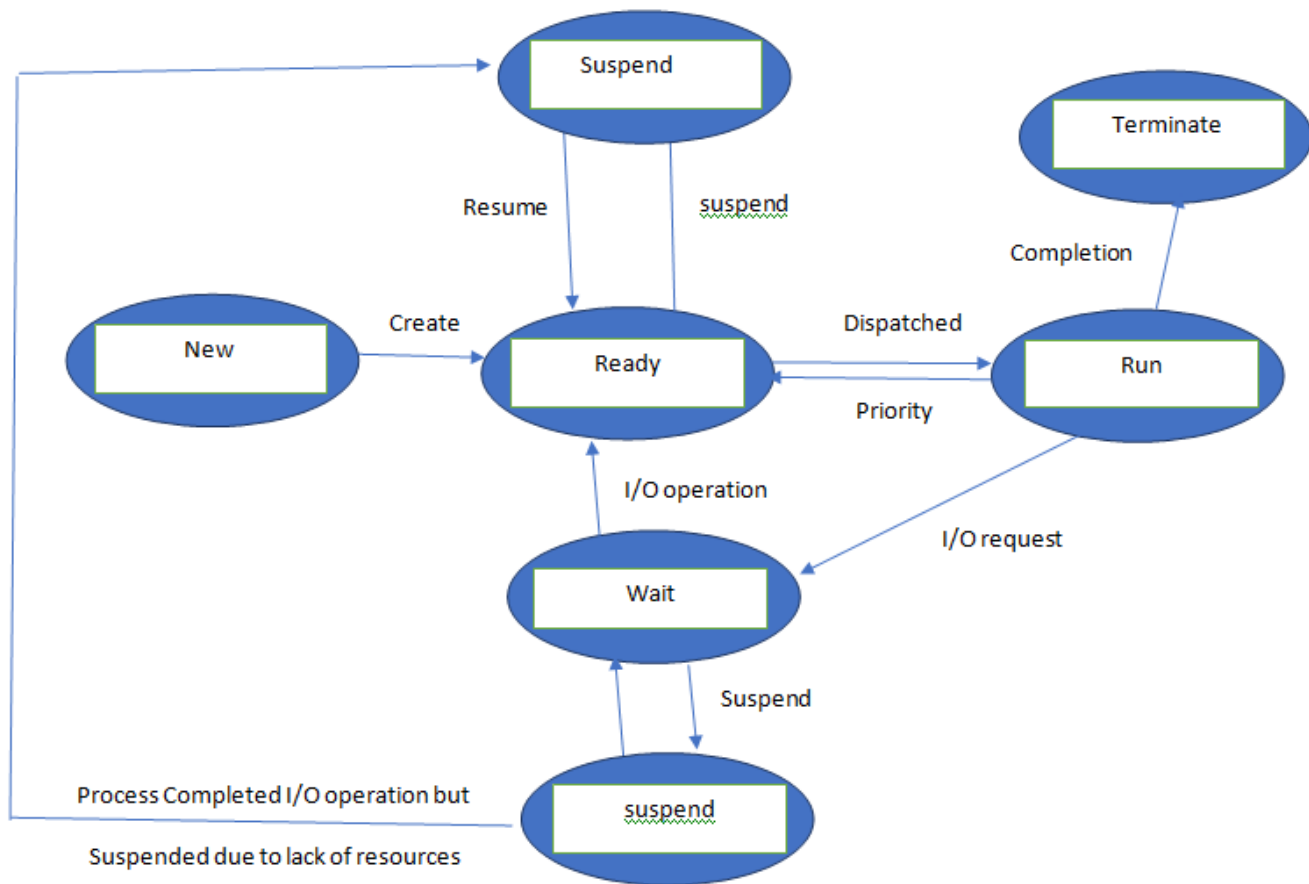 Suspend
Terminate
Resume
suspend
Completion
New
Create
Ready
Dispatched
Run
Priority
I/O operation
I/O request
Wait
Suspend
Process Completed I/O operation but
suspend
Suspended due to lack of resources